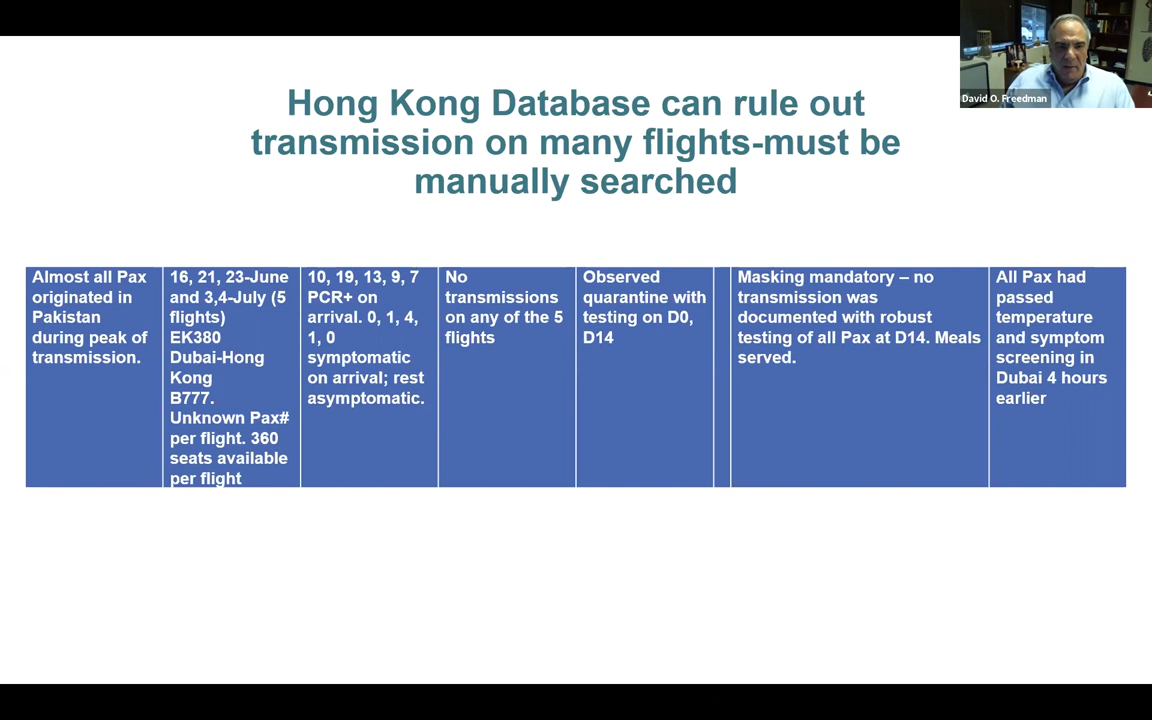 David O. Freedman
Hong Kong Database can rule out
transmission on many flights-must be
manually searched
Almost all Pax
originated in
Pakistan
during peak of
transmission.
16, 21, 23-June
and 3,4-July (5
flights)
EK380
Dubai-Hong
Kong
B777.
Unknown Pax#
per flight. 360
seats available
per flight
10, 19, 13, 9, 7
PCR+ on
arrival. 0, 1, 4,
1, 0
symptomatic
on arrival; rest
asymptomatic.
No
transmissions
on any of the 5
flights
Observed
quarantine with
testing on D0,
D14
Masking mandatory – no
transmission was
documented with robust
testing of all Pax at D14. Meals
served.
All Pax had
passed
temperature
and symptom
screening in
Dubai 4 hours
earlier